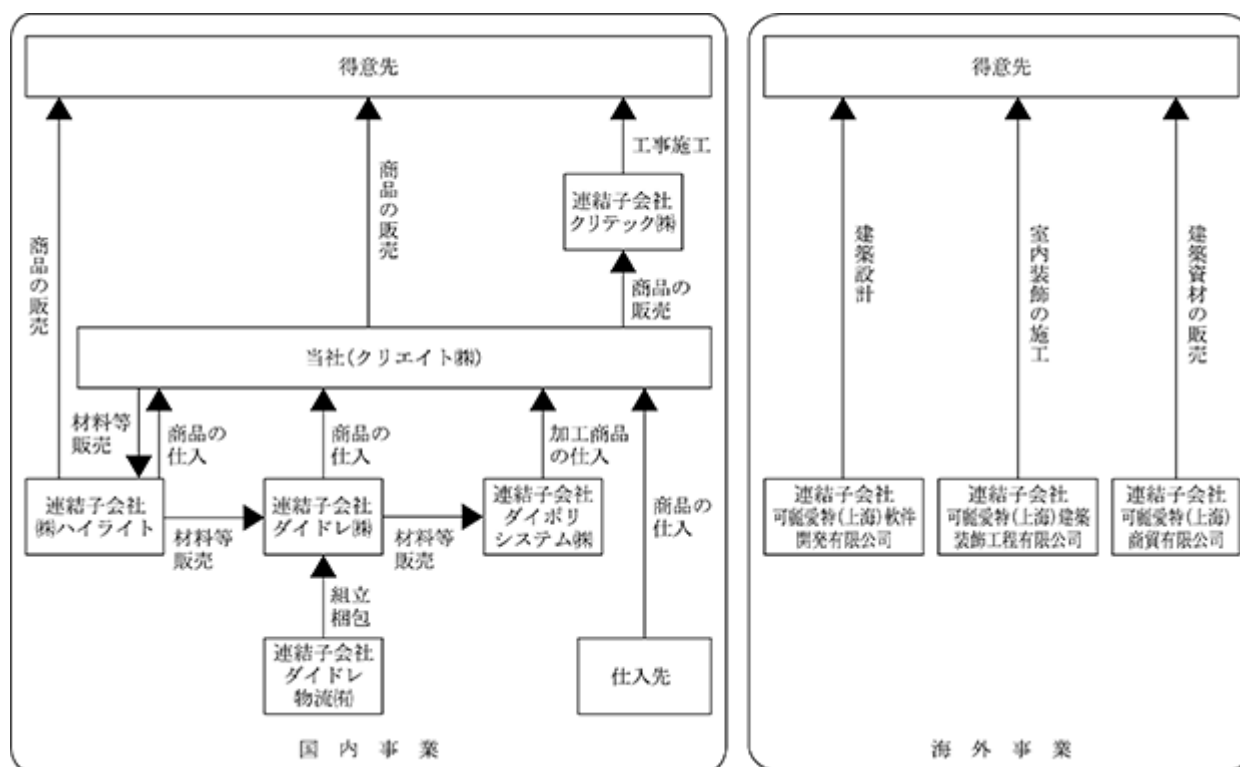 得意先
工事施工
連結子会社
クリテック㈱
商品の販売
商品の販売
商品の
販売
当社(クリエイト㈱)
材料等
販売
商品の
仕入
商品の
仕入
加工商品
の仕入
商品の
仕入
連結子会社
㈱ハイライト
材料等
販売
連結子会社
ダイドレ㈱
材料等
販売
連結子会社
ダイポリ
システム㈱
組立
梱包
連結子会社
ダイドレ
物流㈲
仕入先
国内事業
得意先
建築設計
室内装飾の施工
建築資材の販売
連結子会社
可麗愛特(上海)軟件
開発有限公司
連結子会社
可麗愛特(上海)建築
装飾工程有限公司
連結子会社
可麗愛特(上海)
商貿有限公司
海外事業